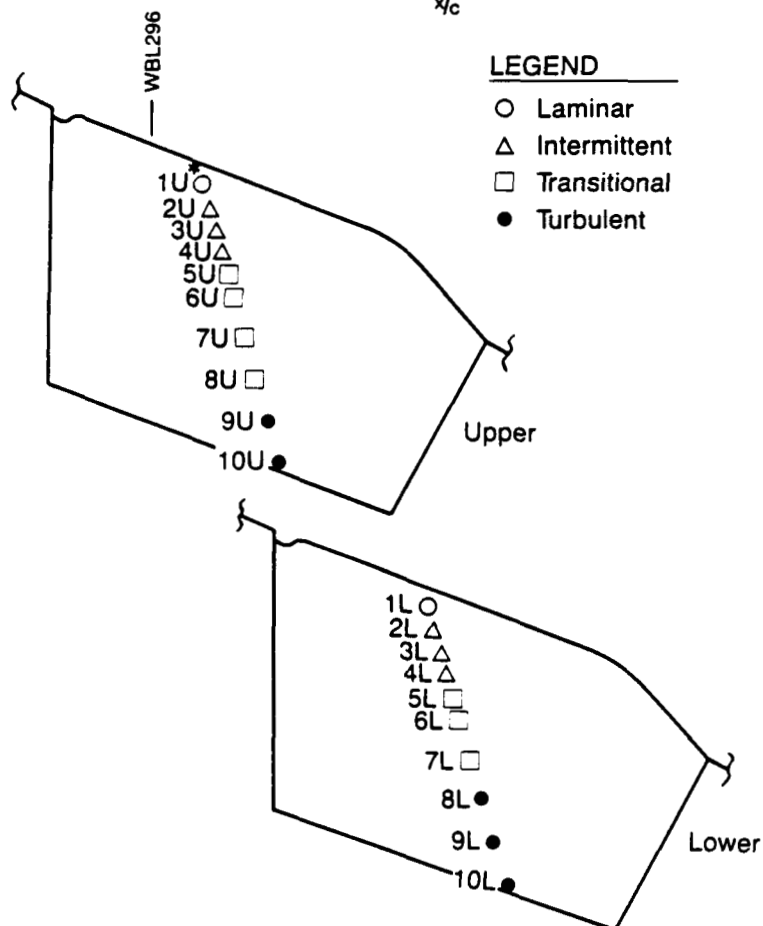 x/c
WBL296
LEGEND
Laminar
Intermittent
Transitional
Turbulent
*
1U
2U
3U
4U
5U
6U
7U
8U
9U
10U
Upper
1L
2L
3L
4L
5L
6L
7L
8L
9L
10L
Lower